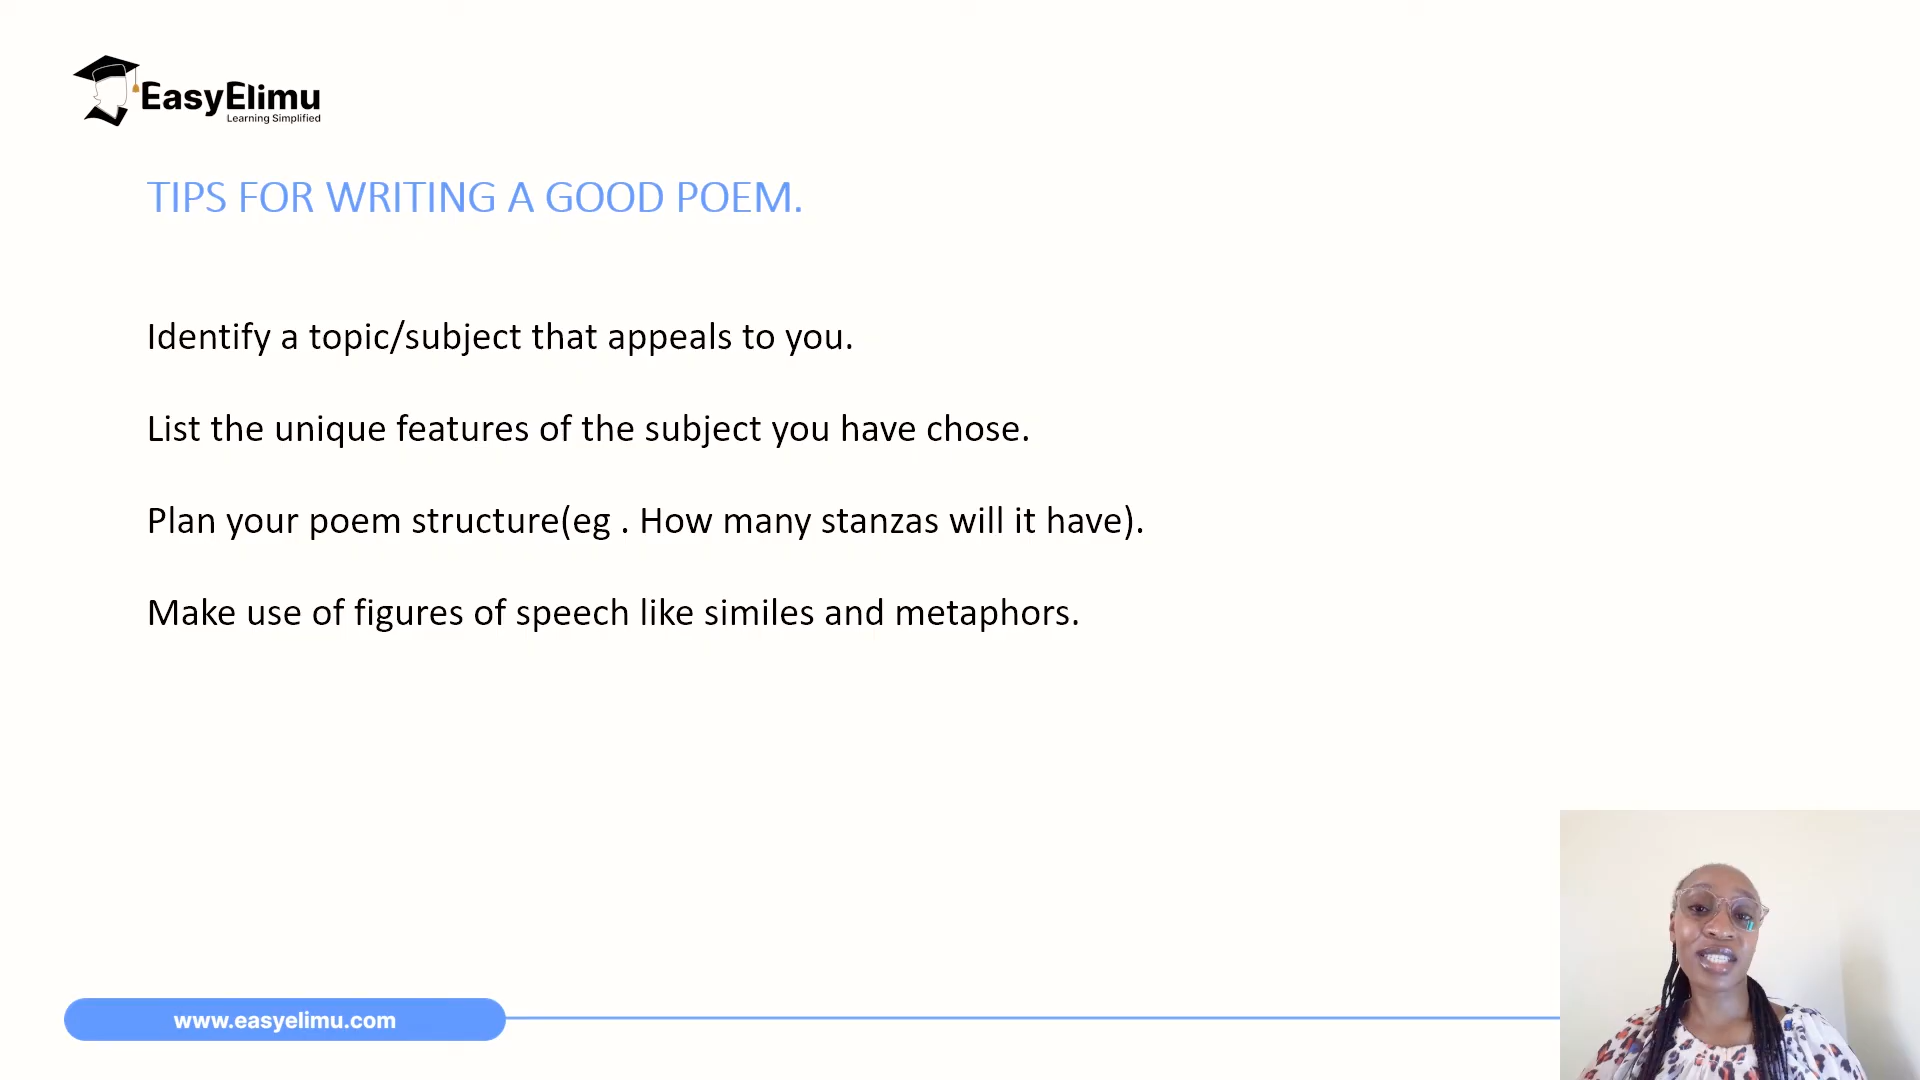 EasyElimu
Learning Simplified
TIPS FOR WRITING A GOOD POEM.
Identify a topic/subject that appeals to you.
List the unique features of the subject you have chose.
Plan your poem structure(eg . How many stanzas will it have).
Make use of figures of speech like similes and metaphors.
www.easyelimu.com